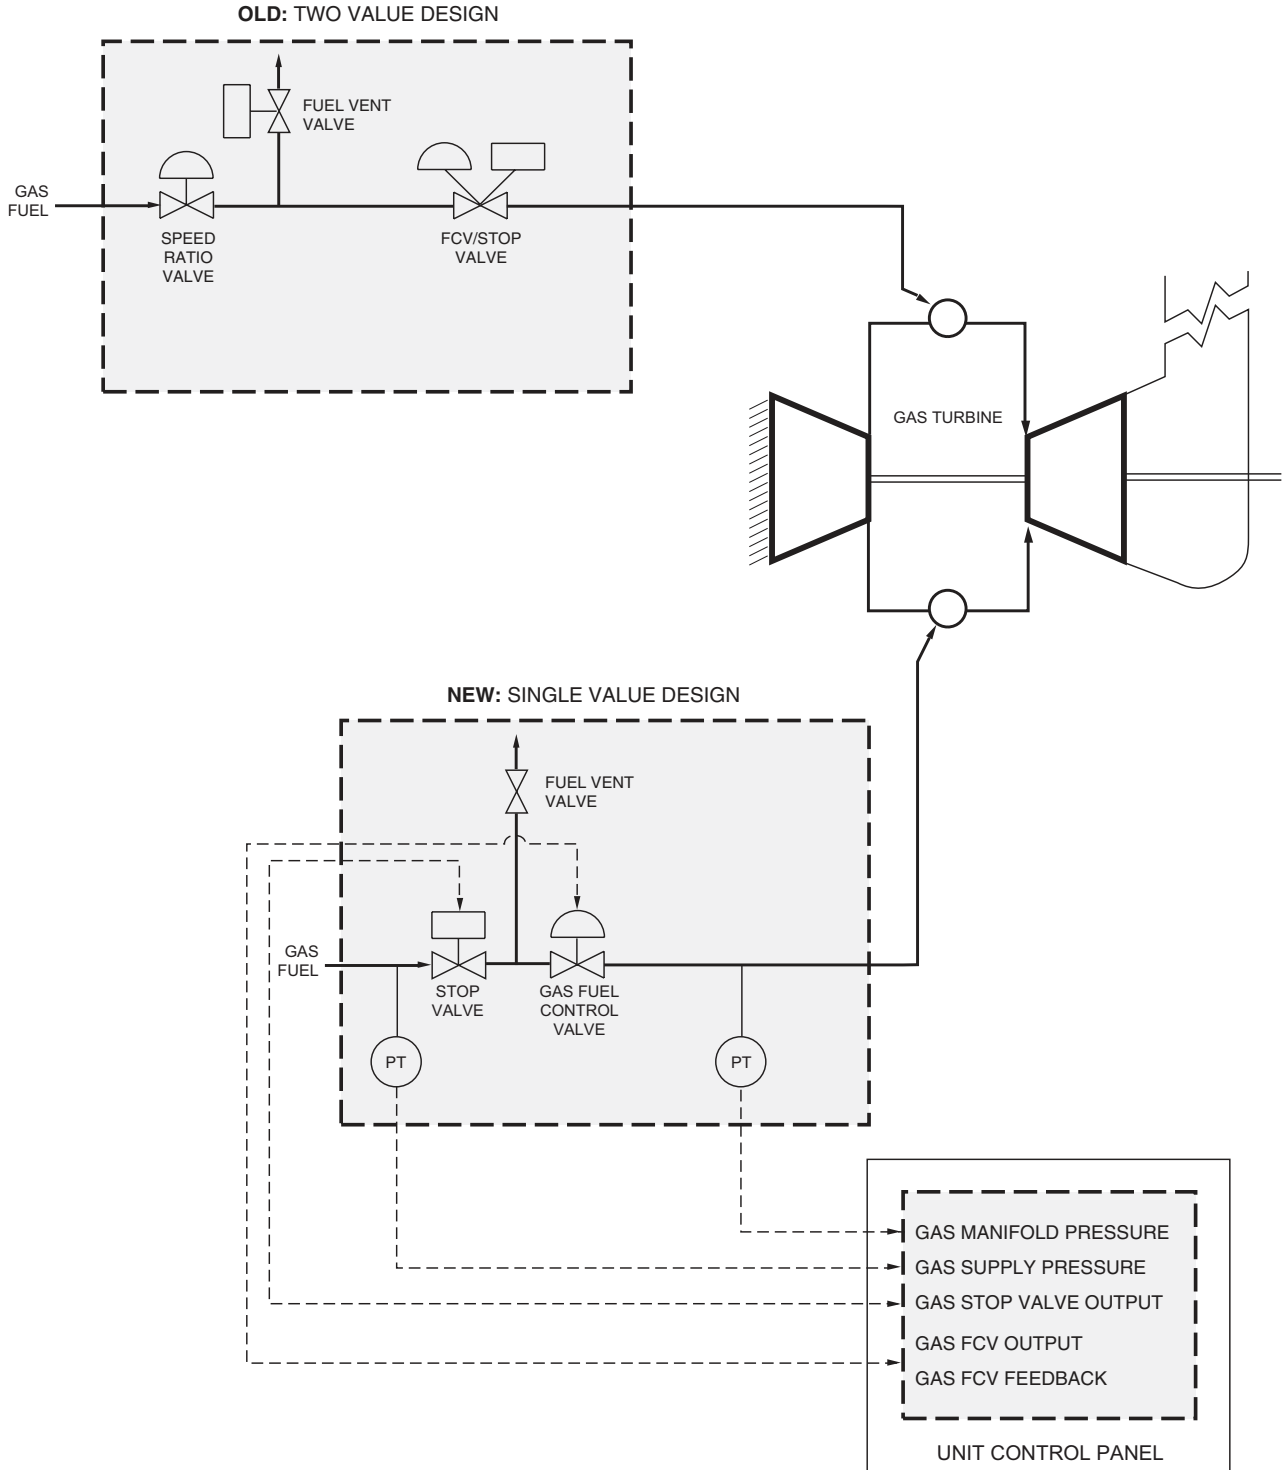 OLD: TWO VALUE DESIGN
FUEL VENT
VALVE
GAS
FUEL
SPEED
RATIO
VALVE
FCV/STOP
VALVE
GAS TURBINE
NEW: SINGLE VALUE DESIGN
FUEL VENT
VALVE
GAS
FUEL
STOP
VALVE
GAS FUEL
CONTROL
VALVE
PT
PT
GAS MANIFOLD PRESSURE
GAS SUPPLY PRESSURE
GAS STOP VALVE OUTPUT
GAS FCV OUTPUT
GAS FCV FEEDBACK
UNIT CONTROL PANEL